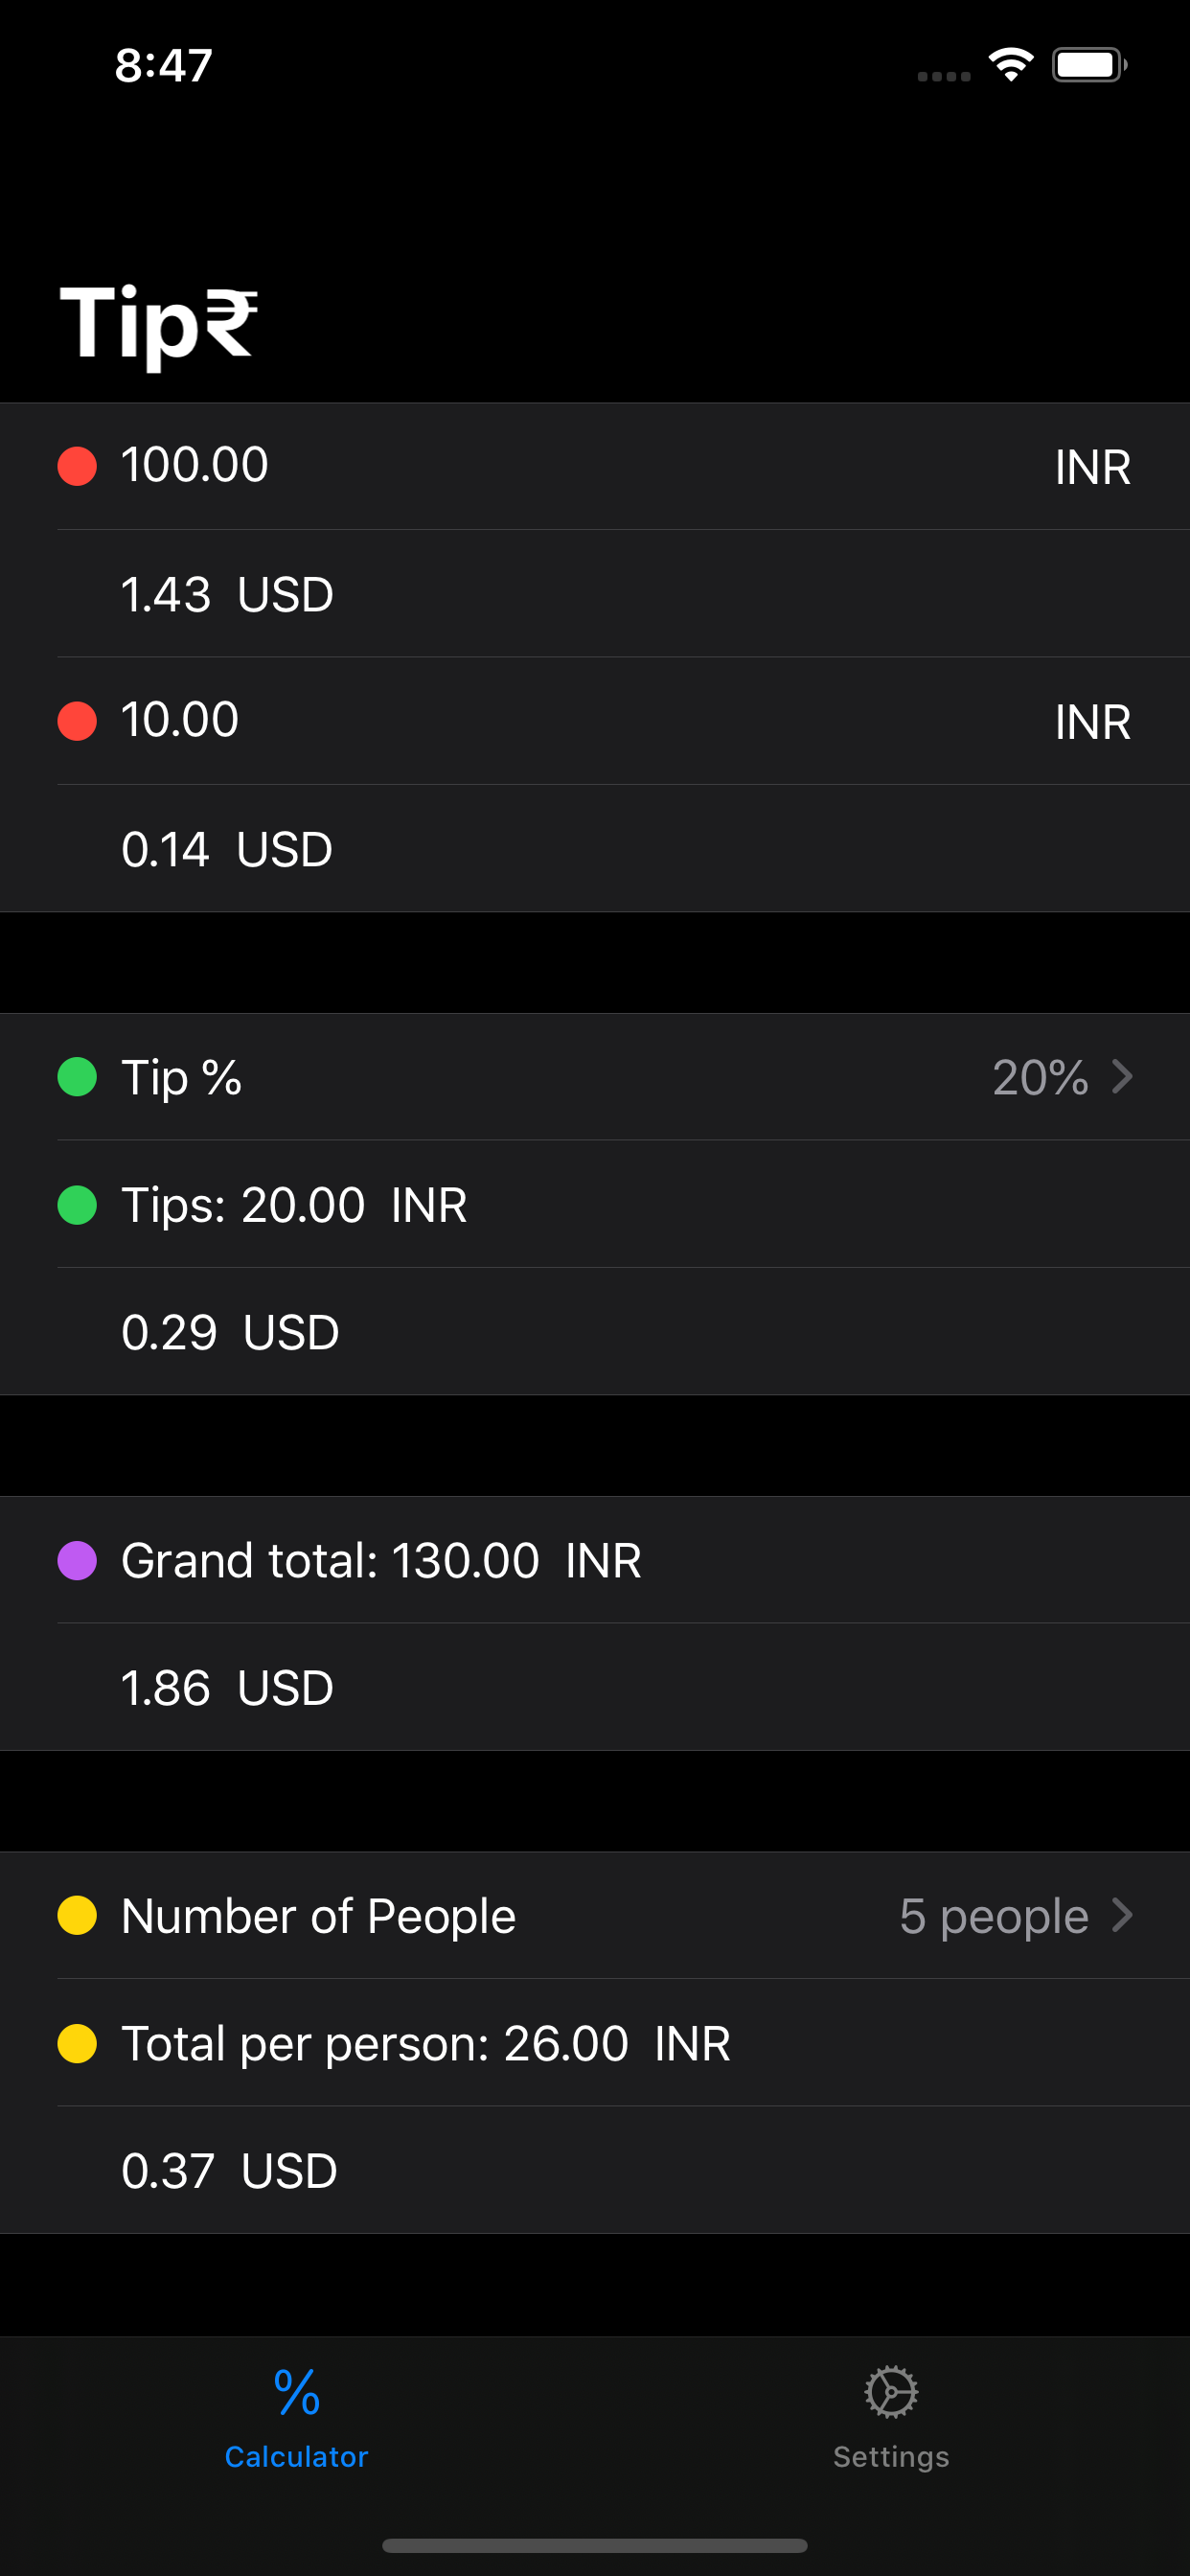 8:47
Tip₹
100.00 INR
1.43 USD
10.00 INR
0.14 USD
Tip % 20%
Tips: 20.00 INR
0.29 USD
Grand total: 130.00 INR
1.86 USD
Number of People 5 people
Total per person: 26.00 INR
0.37 USD
%
Calculator Settings